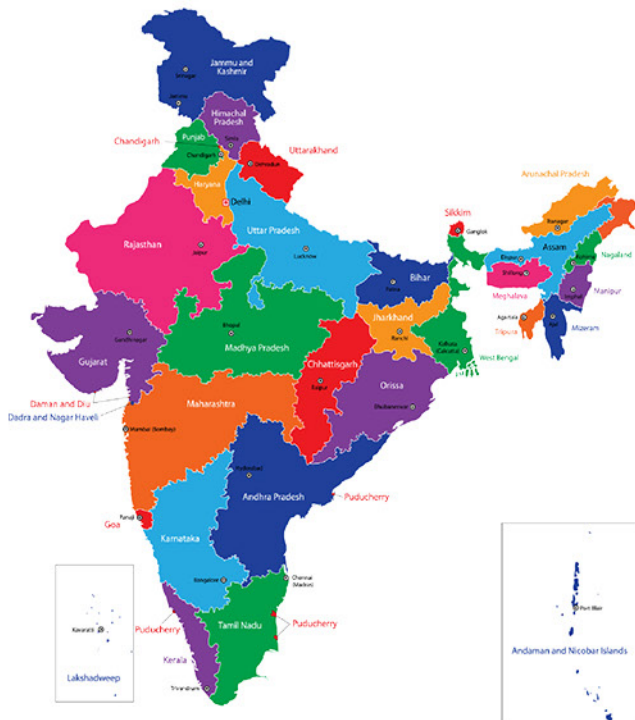 Jammu and
Kashmir
Srinagar
Jammu
Himachal
Pradesh
Simla
Punjab
Chandigarh
Chandigarh
Uttarakhand
Dehradun
Haryana
Delhi
Arunachal Pradesh
Itanagar
Sikkim
Gangtok
Rajasthan
Jaipur
Uttar Pradesh
Lucknow
Assam
Dispur
Nagaland
Kohima
Bihar
Patna
Shillong
Meghalaya
Imphal
Manipur
Jharkhand
Ranchi
Agartala
Tripura
Mizoram
Gandhinagar
Gujarat
Bhopal
Madhya Pradesh
Kolkata
(Calcutta)
West Bengal
Chhattisgarh
Raipur
Orissa
Bhubaneswar
Daman and Diu
Dadra and Nagar Haveli
Maharashtra
Mumbai (Bombay)
Andhra Pradesh
Puducherry
Panaji
Goa
Karnataka
Bangalore
Chennai
(Madras)
Puducherry
Tamil Nadu
Puducherry
Kerala
Trivandrum
Kavaratti
Lakshadweep
Port Blair
Andaman and Nicobar Islands